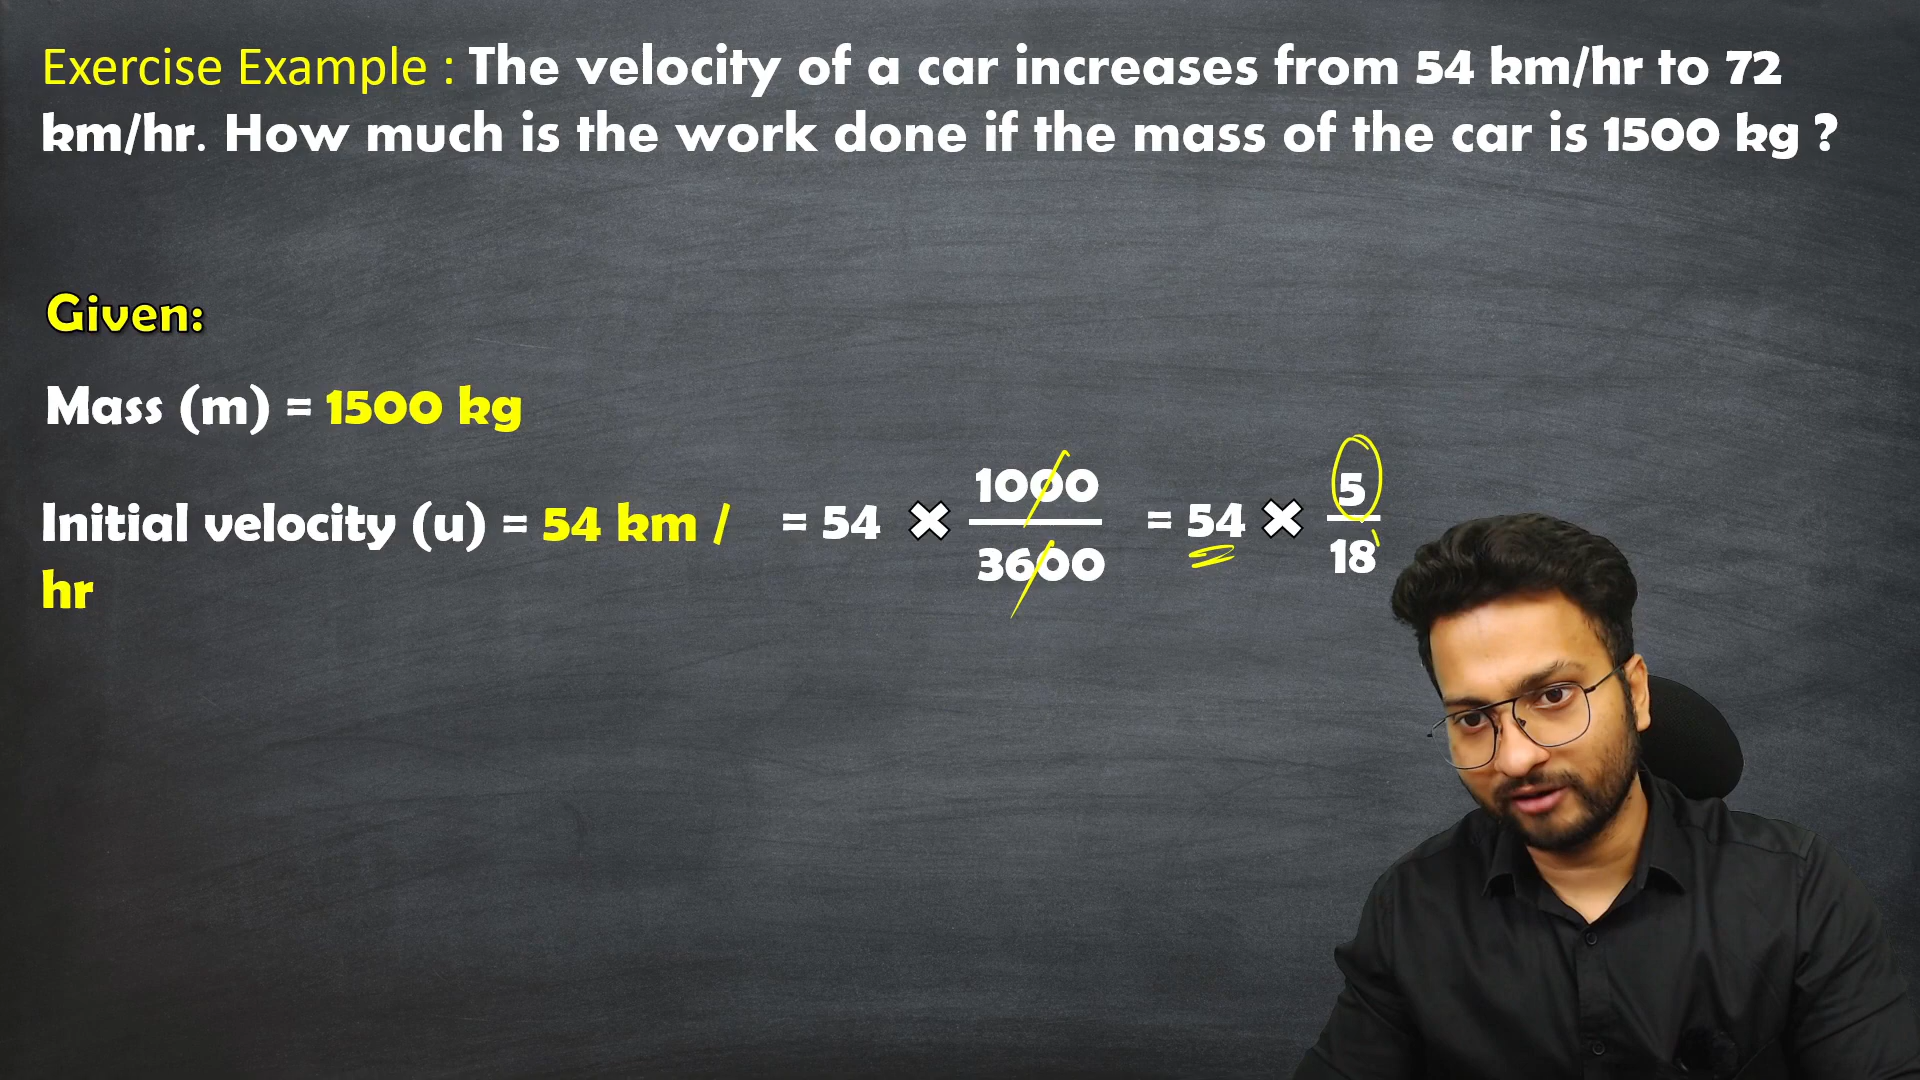 Exercise Example : The velocity of a car increases from 54 km/hr to 72
km/hr. How much is the work done if the mass of the car is 1500 kg ?
Given:
Mass (m) = 1500 kg
Initial velocity (u) = 54 km / = 54 × 1000/3600 = 54 × 5/18
hr